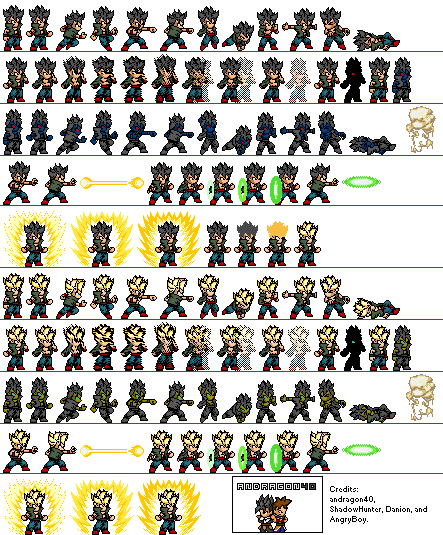 ANDRAGON40
Credits:
andragon40,
ShadowHunter, Danion, and
AngryBoy.